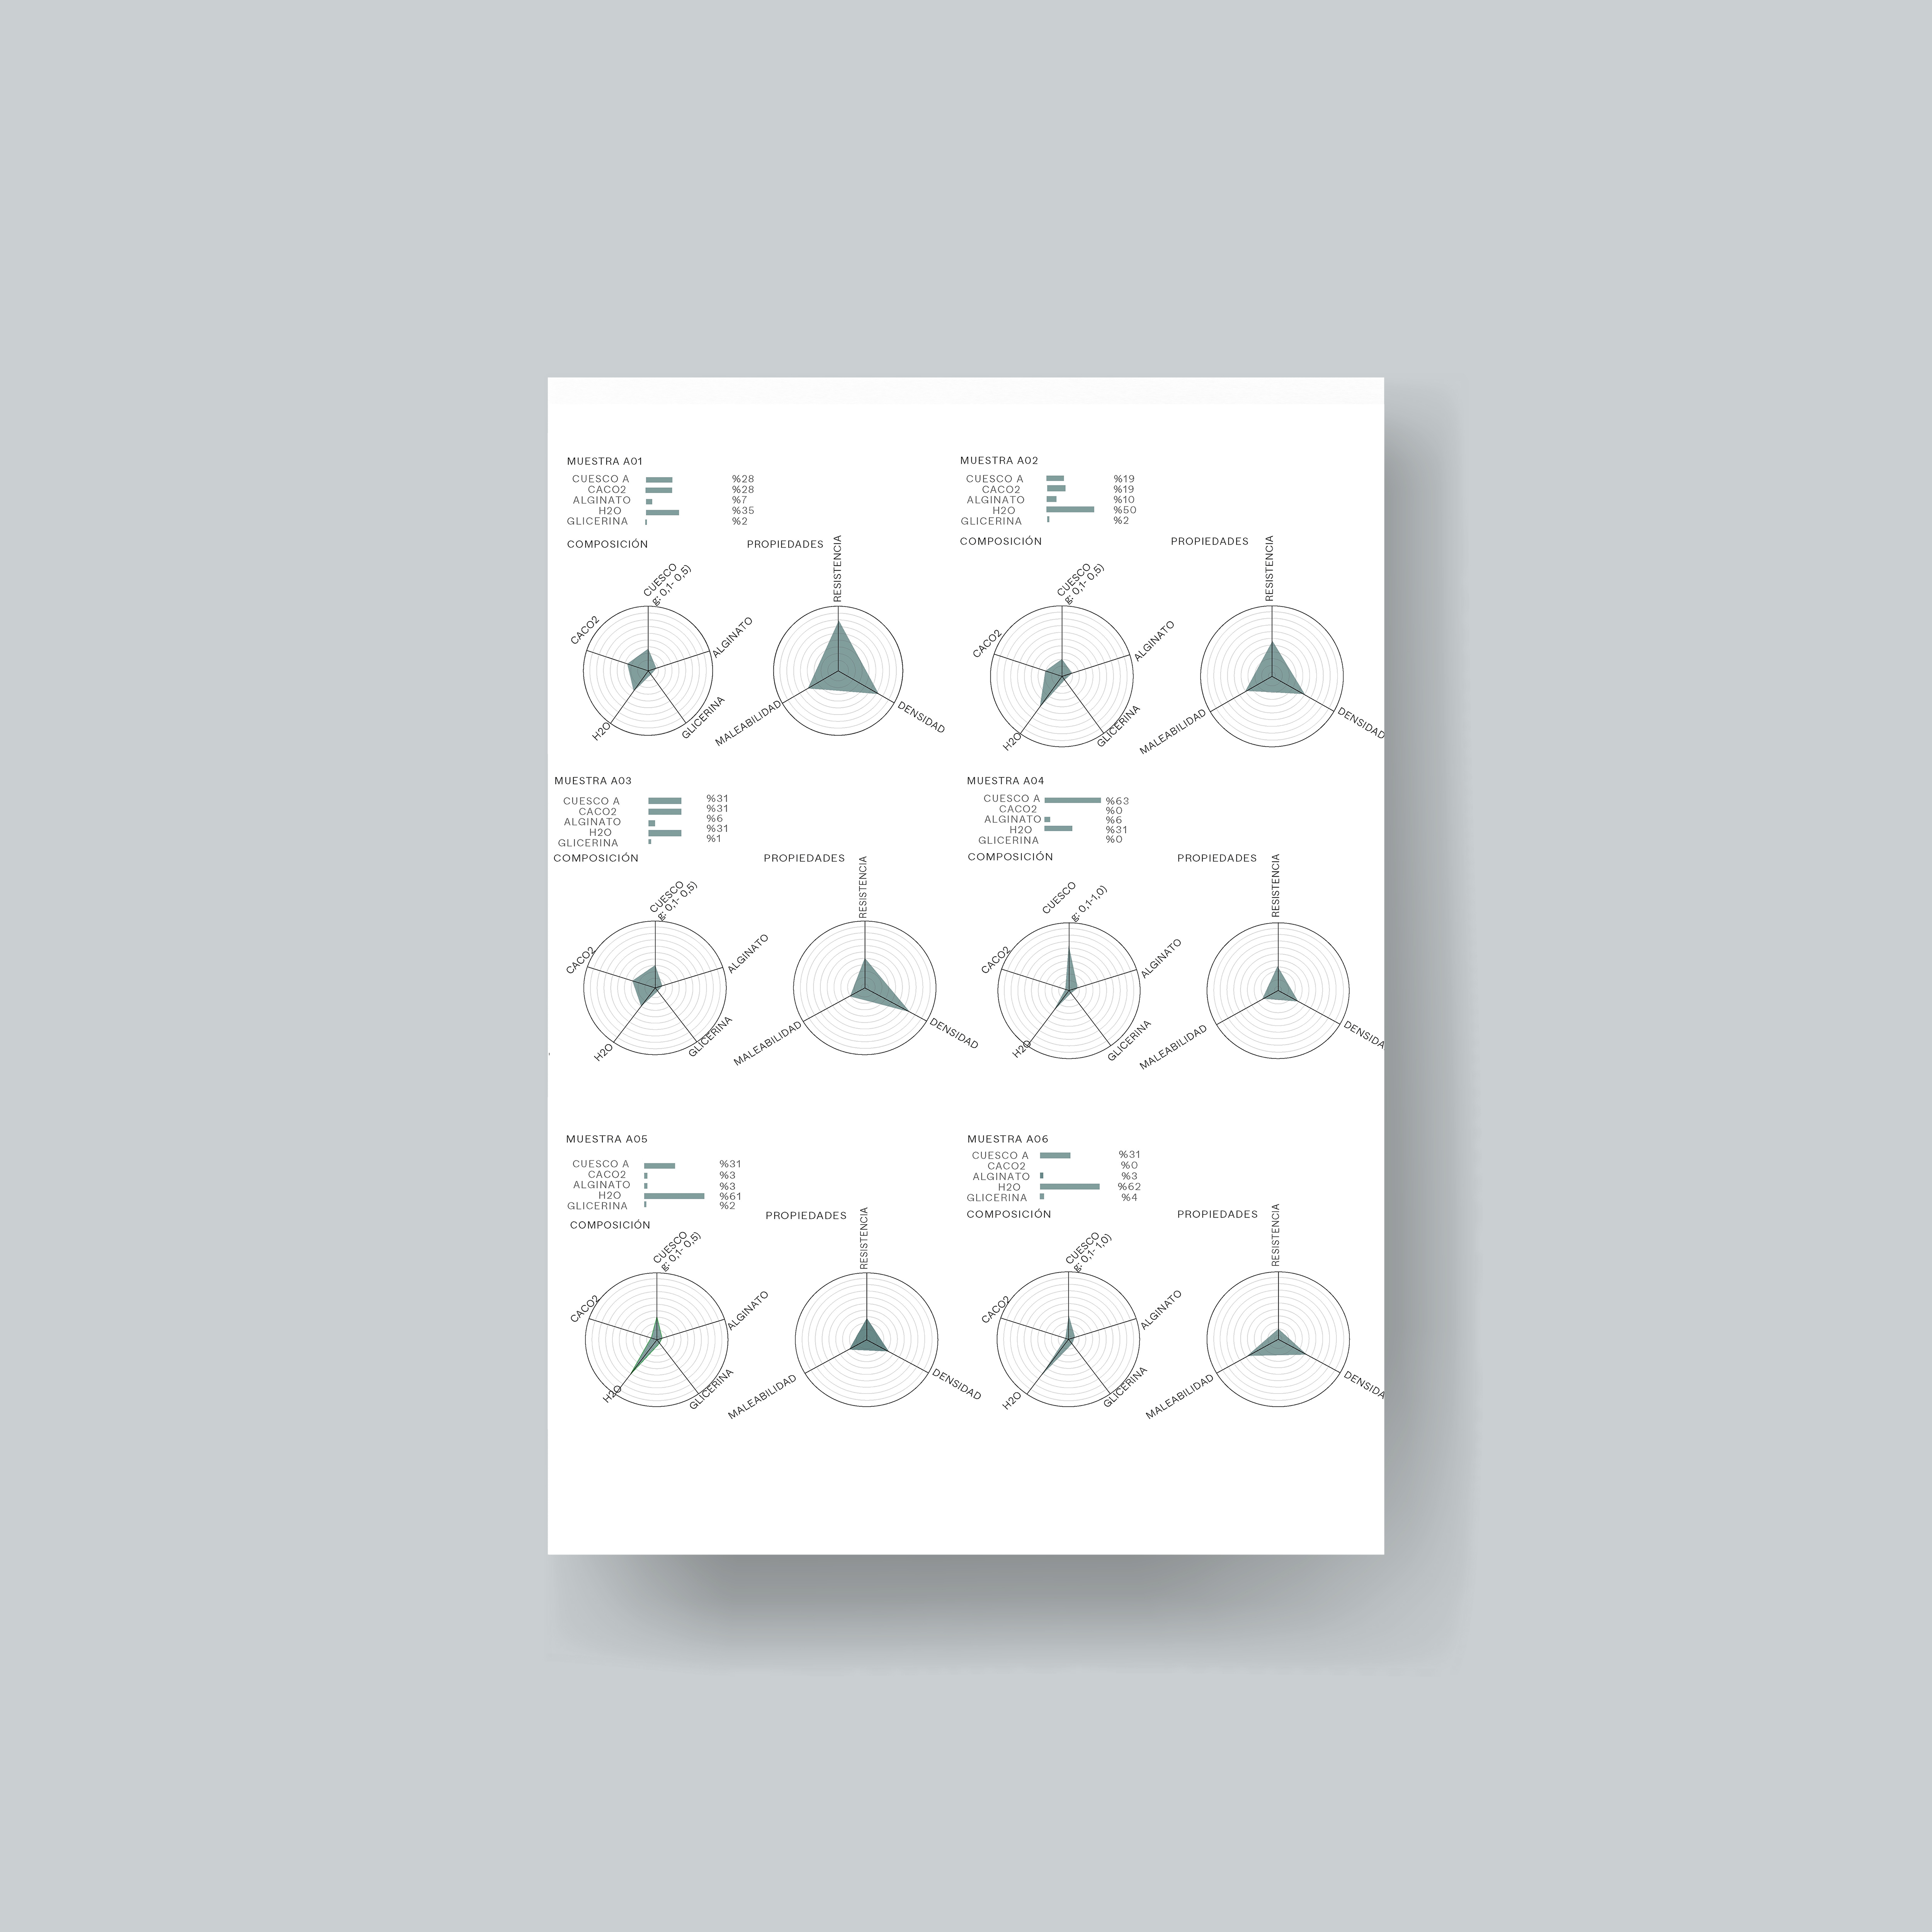 MUESTRA A01
CUESCO A %28
CACO2 %28
ALGINATO %7
H2O %35
GLICERINA %2
COMPOSICIÓN
CUESCO
g: 0,1- 0,5)
ALGINATO
GLICERINA
H2O
CACO2
PROPIEDADES
RESISTENCIA
DENSIDAD
MALEABILIDAD
MUESTRA A02
CUESCO A %19
CACO2 %19
ALGINATO %10
H2O %50
GLICERINA %2
COMPOSICIÓN
CUESCO
g: 0,1- 0,5)
ALGINATO
GLICERINA
H2O
CACO2
PROPIEDADES
RESISTENCIA
DENSIDAD
MALEABILIDAD
MUESTRA A03
CUESCO A %31
CACO2 %31
ALGINATO %6
H2O %31
GLICERINA %1
COMPOSICIÓN
CUESCO
g: 0,1- 0,5)
ALGINATO
GLICERINA
H2O
CACO2
PROPIEDADES
RESISTENCIA
DENSIDAD
MALEABILIDAD
MUESTRA A04
CUESCO A %63
CACO2 %0
ALGINATO %6
H2O %31
GLICERINA %0
COMPOSICIÓN
CUESCO
g: 0,1-1,0)
ALGINATO
GLICERINA
H2O
CACO2
PROPIEDADES
RESISTENCIA
DENSIDA
MALEABILIDAD
MUESTRA A05
CUESCO A %31
CACO2 %3
ALGINATO %3
H2O %61
GLICERINA %2
COMPOSICIÓN
CUESCO
g: 0,1- 0,5)
ALGINATO
GLICERINA
H2O
CACO2
PROPIEDADES
RESISTENCIA
DENSIDAD
MALEABILIDAD
MUESTRA A06
CUESCO A %31
CACO2 %0
ALGINATO %3
H2O %62
GLICERINA %4
COMPOSICIÓN
CUESCO
g: 0,1- 1,0)
ALGINATO
GLICERINA
H2O
CACO2
PROPIEDADES
RESISTENCIA
DENSIDA
MALEABILIDAD